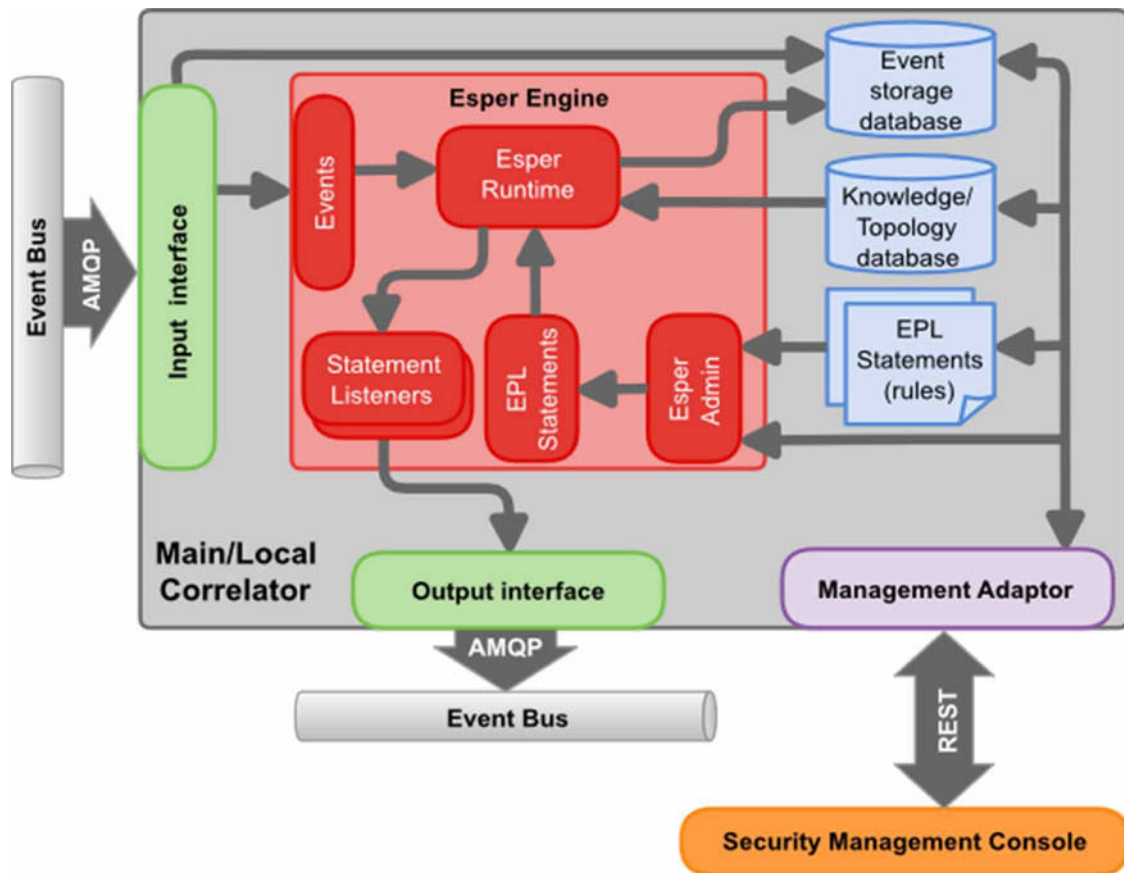 Event Bus
AMQP
Input interface
Esper Engine
Events
Esper
Runtime
Event
storage
database
Knowledge/
Topology
database
Statement
Listeners
EPL
Statements
Esper
Admin
EPL
Statements
(rules)
Main/Local
Correlator
Output interface
Management Adaptor
AMQP
Event Bus
REST
Security Management Console